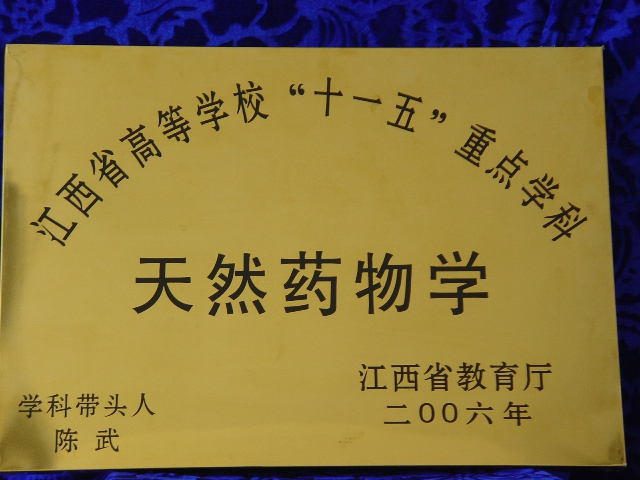 江西省高等学校“十一五”重点学科
天然药物学
学科带头人
陈武
江西省教育厅
二00六年